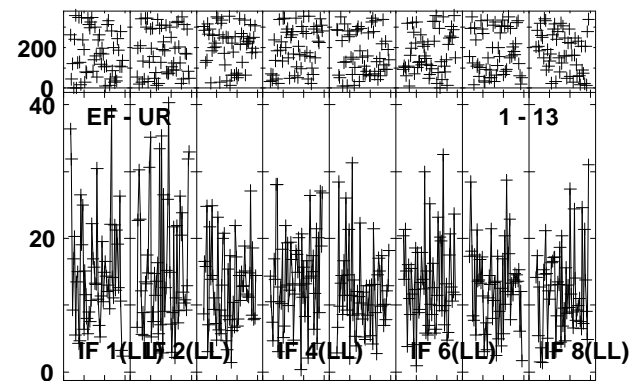 200
0
40
EF - UR 1 - 13
20
IF 1(LL) IF 2(LL) IF 4(LL) IF 6(LL) IF 8(LL)
0